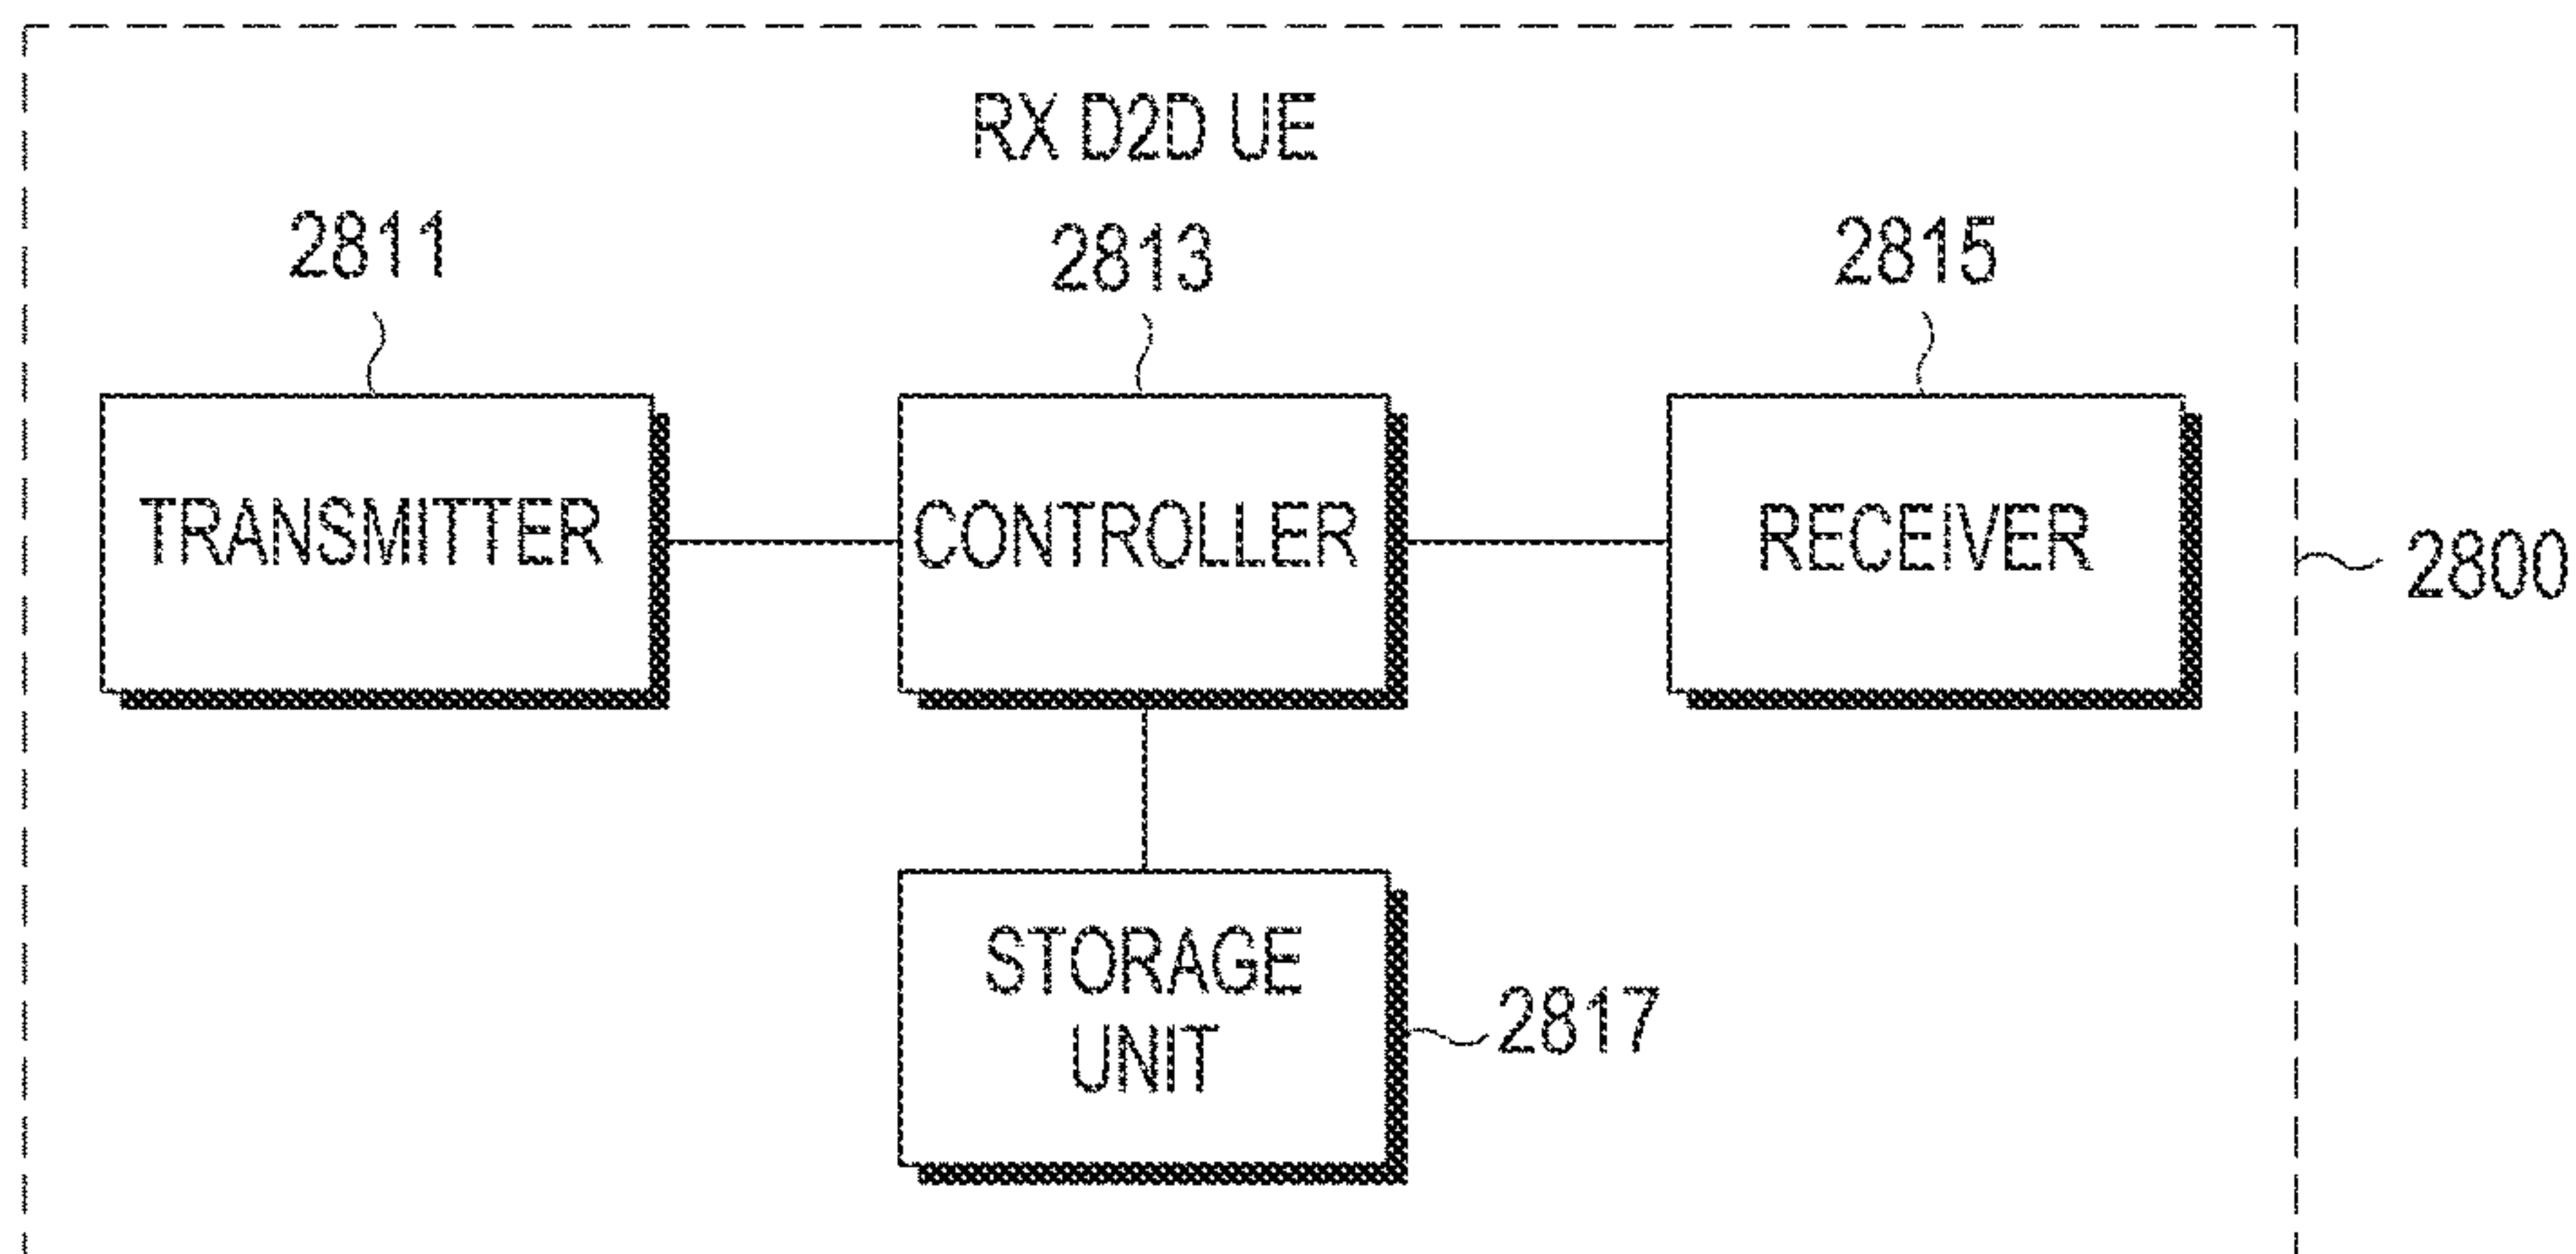 RX D2D UE
2811
2813
2815
TRANSMITTER
CONTROLLER
RECEIVER
2800
STORAGE
UNIT
2817